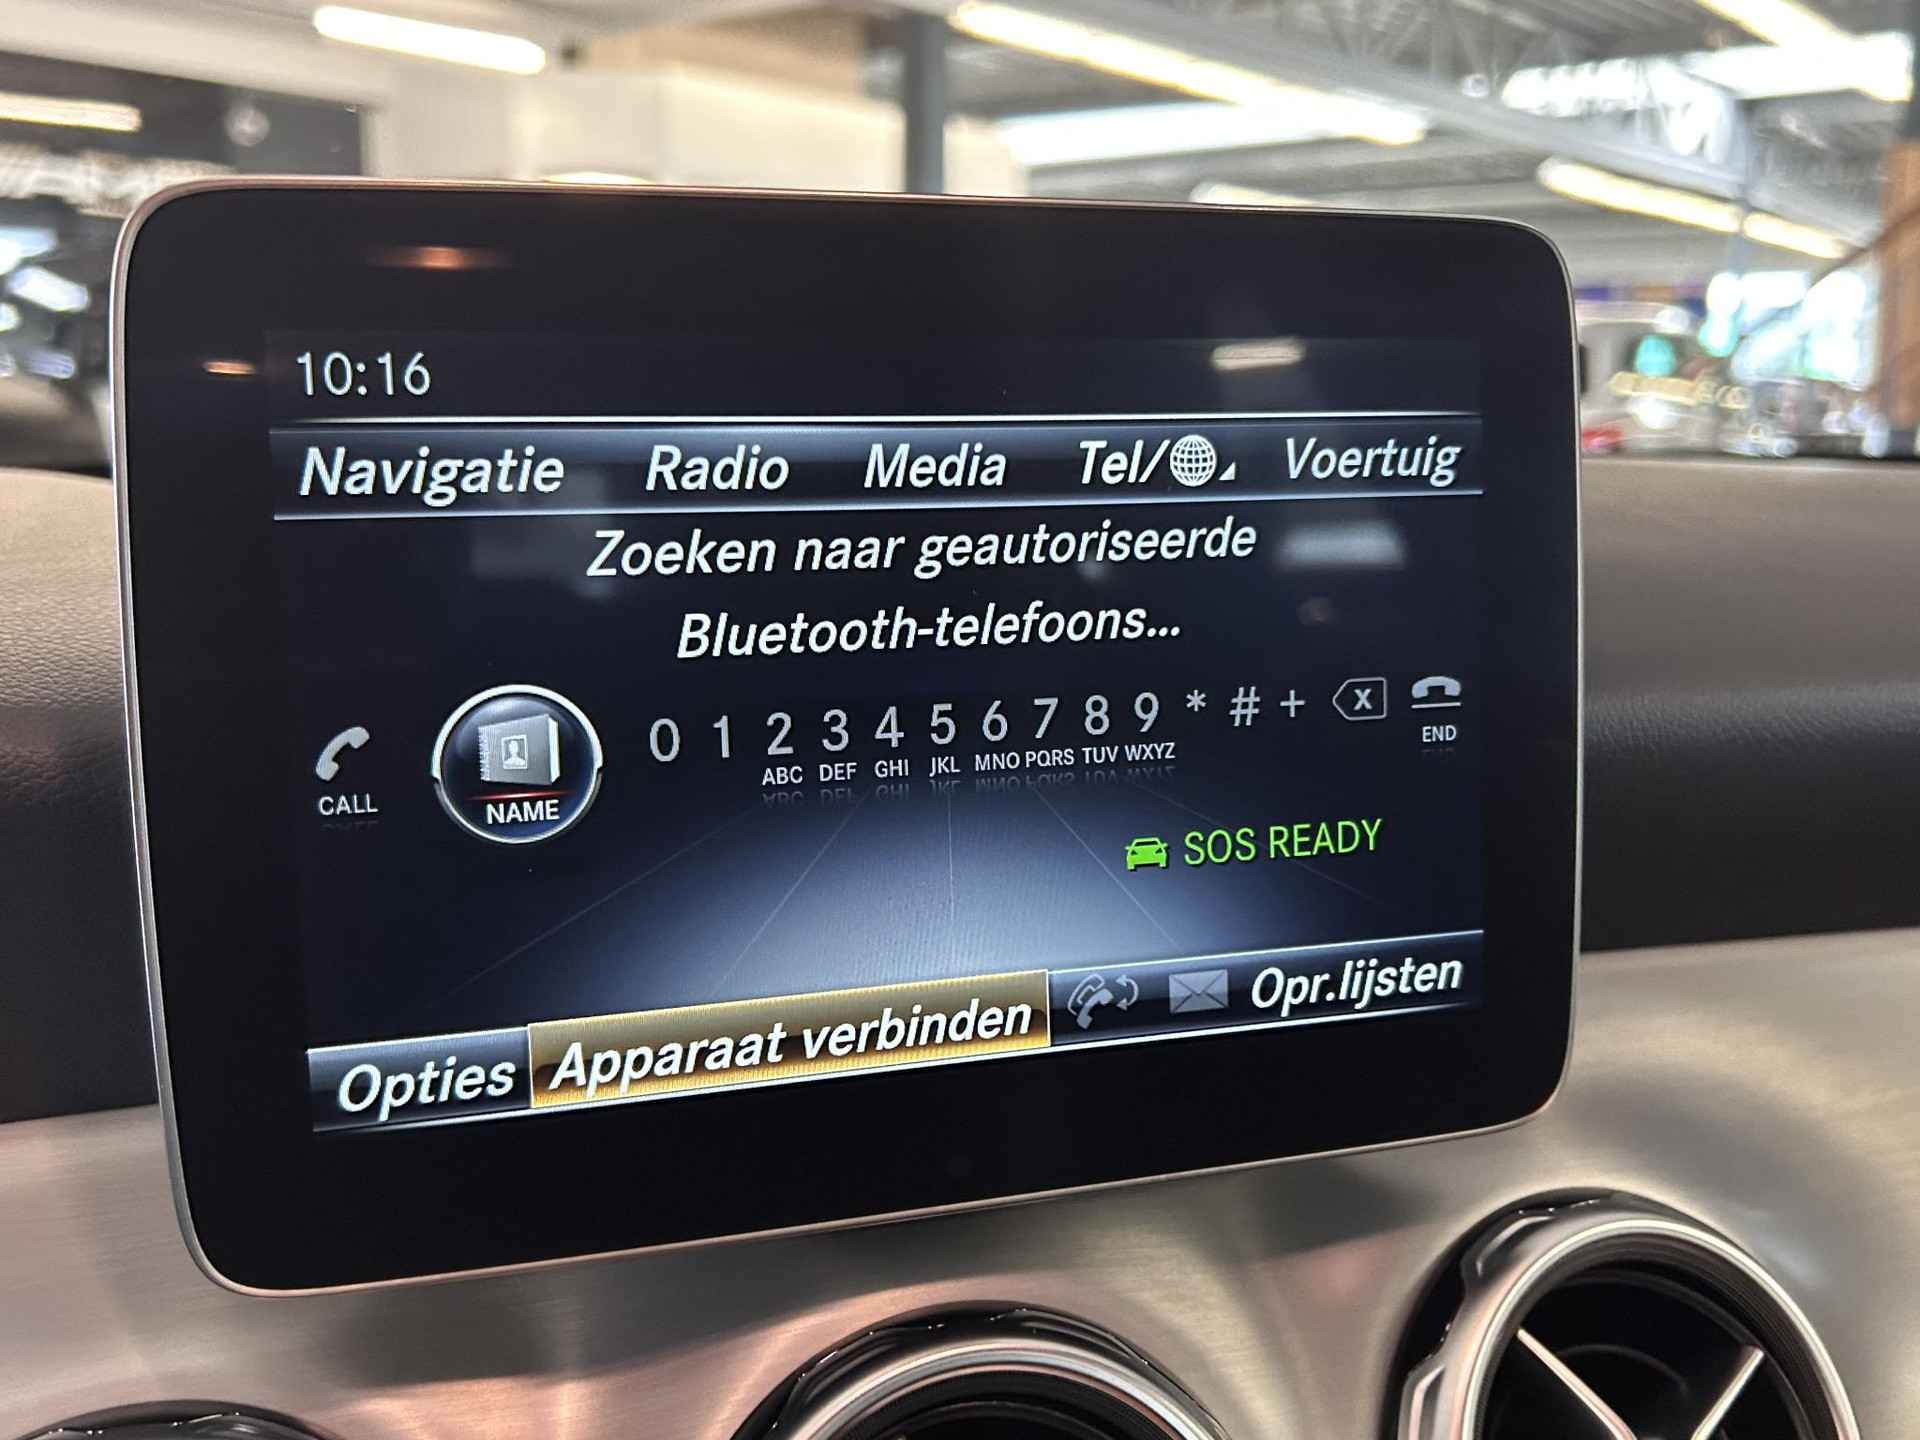 10:16
Navigatie Radio Media Tel/ Voertuig
Zoeken naar geautoriseerde
Bluetooth-telefoons...
0 1 2 3 4 5 6 7 8 9 * # + X
ABC DEF GHI JKL MNO PQRS TUV WXYZ END
CALL NAME
SOS READY
Opties Apparaat verbinden Opr.lijsten